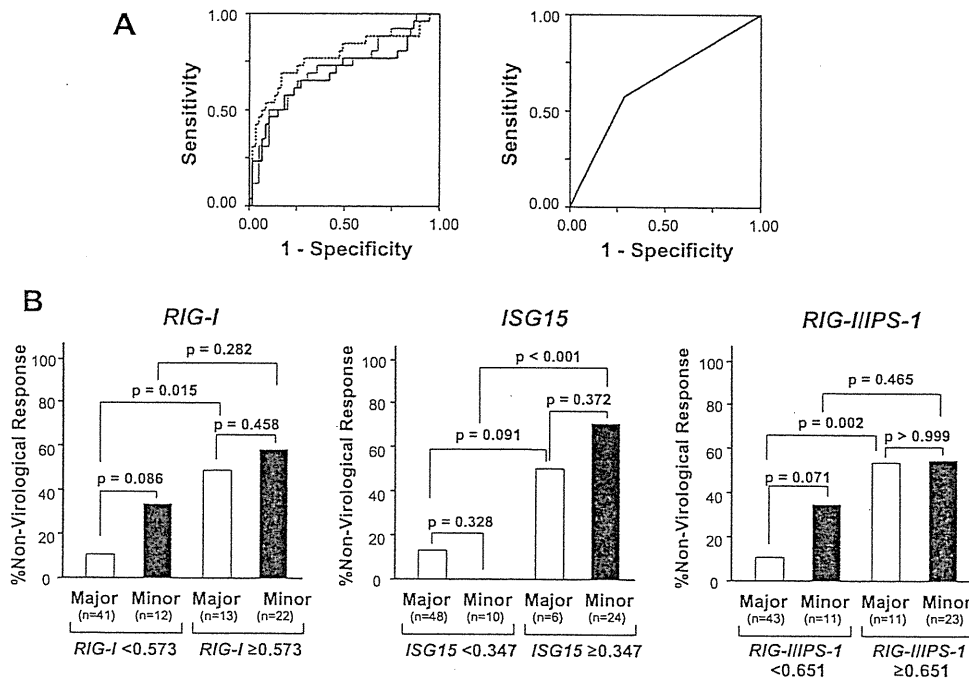 A
1.00
0.50
0.00
Sensitivity
0.00 0.50 1.00
1 - Specificity
1.00
0.50
0.00
Sensitivity
0.00 0.50 1.00
1 - Specificity
B
RIG-I
%Non-Virological Response
100
80
60
40
20
0
p = 0.282
p = 0.015
p = 0.458
p = 0.086
Major Minor Major Minor
(n=41) (n=12) (n=13) (n=22)
RIG-I <0.573 RIG-I ≥0.573
ISG15
%Non-Virological Response
100
80
60
40
20
0
p < 0.001
p = 0.372
p = 0.091
p = 0.328
Major Minor Major Minor
(n=48) (n=10) (n=6) (n=24)
ISG15 <0.347 ISG15 ≥0.347
RIG-I/IPS-1
%Non-Virological Response
100
80
60
40
20
0
p = 0.465
p = 0.002
p > 0.999
p = 0.071
Major Minor Major Minor
(n=43) (n=11) (n=11) (n=23)
RIG-I/IPS-1 RIG-I/IPS-1
<0.651 ≥0.651